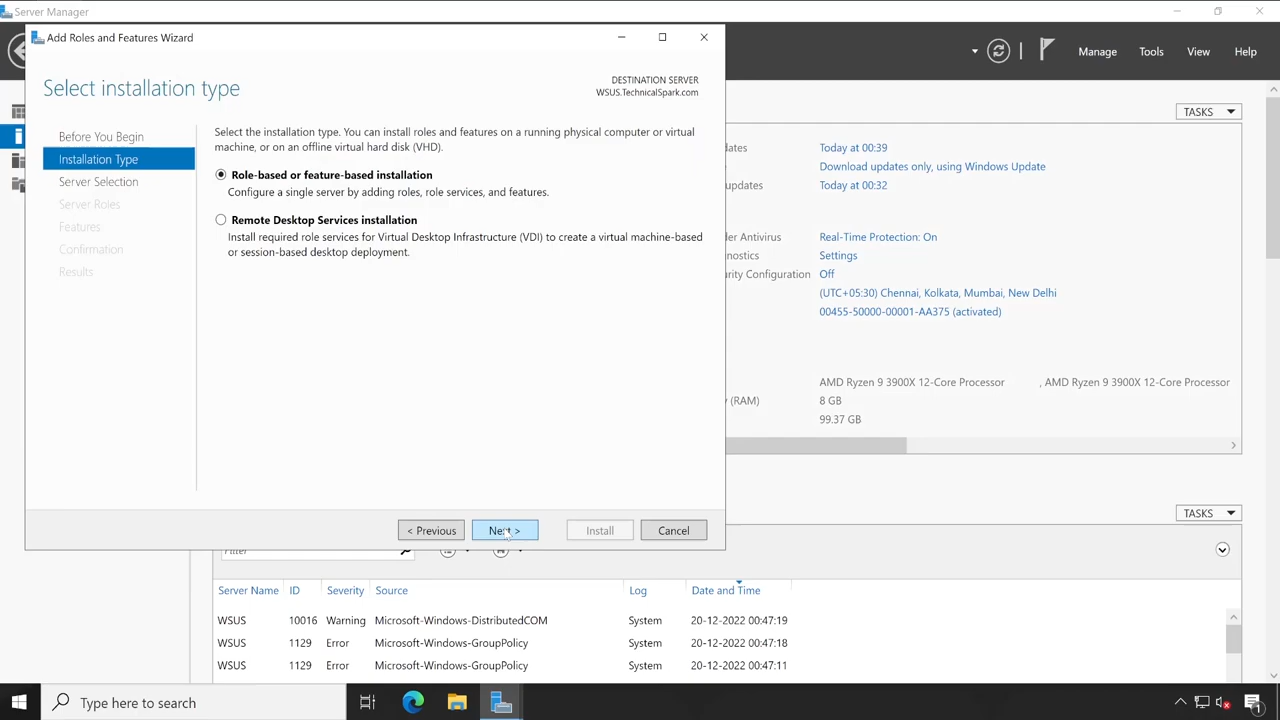 Server Manager
Add Roles and Features Wizard
Manage
Tools
View
Help
Select installation type
DESTINATION SERVER
WSUS.TechnicalSpark.com
Before You Begin
Installation Type
Server Selection
Server Roles
Features
Confirmation
Results
Select the installation type. You can install roles and features on a running physical computer or virtual
machine, or on an offline virtual hard disk (VHD).
Role-based or feature-based installation
Configure a single server by adding roles, role services, and features.
Remote Desktop Services installation
Install required role services for Virtual Desktop Infrastructure (VDI) to create a virtual machine-based
or session-based desktop deployment.
< Previous
Next >
Install
Cancel
TASKS
dates Today at 00:39
Download updates only, using Windows Update
updates Today at 00:32
der Antivirus Real-Time Protection: On
nostics Settings
urity Configuration Off
(UTC+05:30) Chennai, Kolkata, Mumbai, New Delhi
00455-50000-00001-AA375 (activated)
AMD Ryzen 9 3900X 12-Core Processor , AMD Ryzen 9 3900X 12-Core Processor
(RAM) 8 GB
99.37 GB
TASKS
Filter
Server Name ID Severity Source Log Date and Time
WSUS 10016 Warning Microsoft-Windows-DistributedCOM System 20-12-2022 00:47:19
WSUS 1129 Error Microsoft-Windows-GroupPolicy System 20-12-2022 00:47:18
WSUS 1129 Error Microsoft-Windows-GroupPolicy System 20-12-2022 00:47:11
Type here to search
1